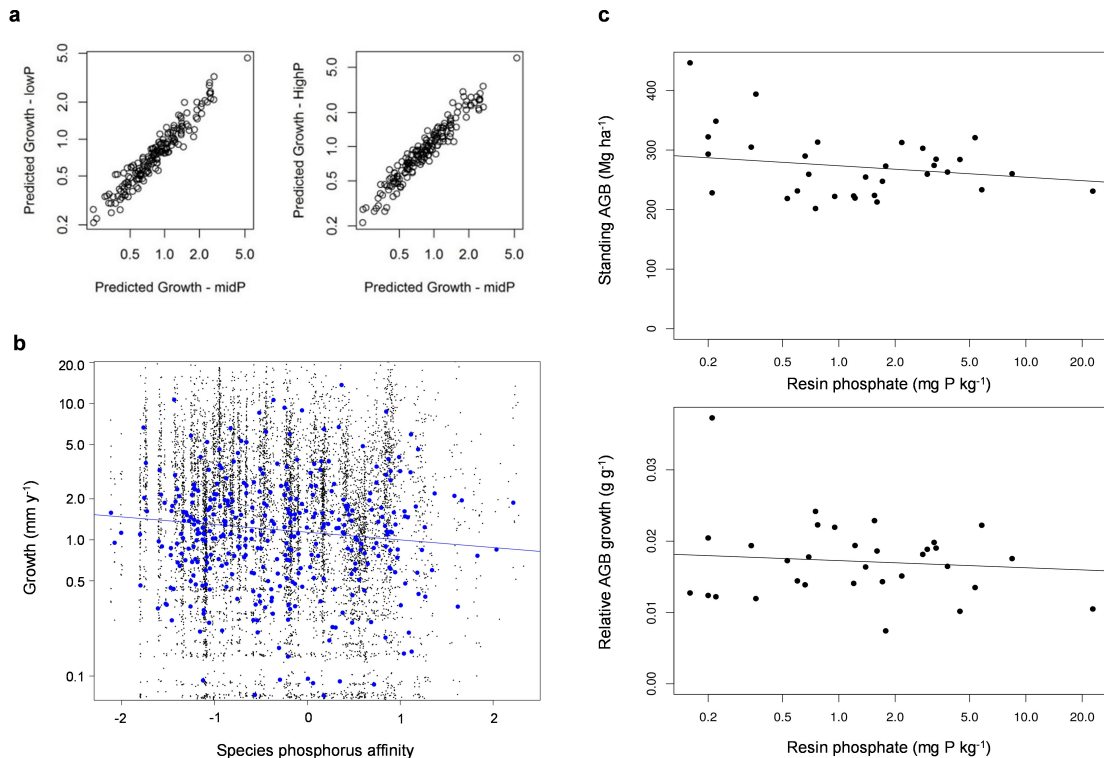 a
5.0
2.0
1.0
0.5
0.2
Predicted Growth - lowP
0.5 1.0 2.0 5.0
Predicted Growth - midP
5.0
2.0
1.0
0.5
0.2
Predicted Growth - HighP
0.5 1.0 2.0 5.0
Predicted Growth - midP
b
20.0
10.0
5.0
2.0
1.0
0.5
0.1
Growth (mm y⁻¹)
-2 -1 0 1 2
Species phosphorus affinity
c
400
300
200
100
0
Standing AGB (Mg ha⁻¹)
0.2 0.5 1.0 2.0 5.0 10.0 20.0
Resin phosphate (mg P kg⁻¹)
0.03
0.02
0.01
0.00
Relative AGB growth (g g⁻¹)
0.2 0.5 1.0 2.0 5.0 10.0 20.0
Resin phosphate (mg P kg⁻¹)